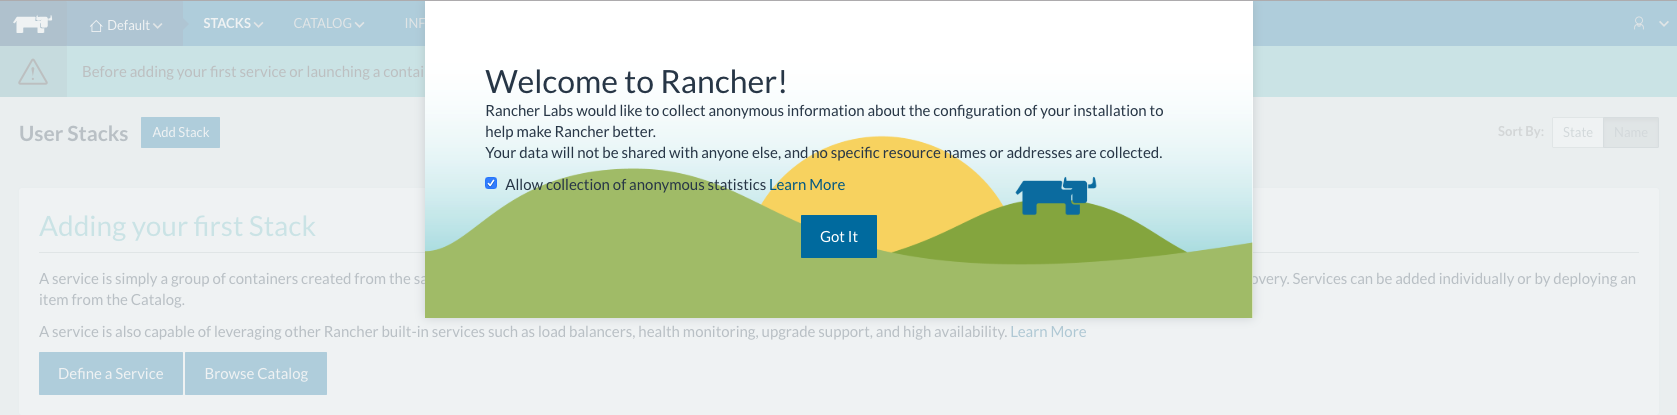 Default
STACKS
CATALOG
INF
Before adding your first service or launching a contai
Welcome to Rancher!
Rancher Labs would like to collect anonymous information about the configuration of your installation to
help make Rancher better.
Your data will not be shared with anyone else, and no specific resource names or addresses are collected.
Allow collection of anonymous statistics Learn More
Got It
User Stacks
Add Stack
Sort By:
State
Name
Adding your first Stack
A service is simply a group of containers created from the sa
overy. Services can be added individually or by deploying an
item from the Catalog.
A service is also capable of leveraging other Rancher built-in services such as load balancers, health monitoring, upgrade support, and high availability. Learn More
Define a Service
Browse Catalog